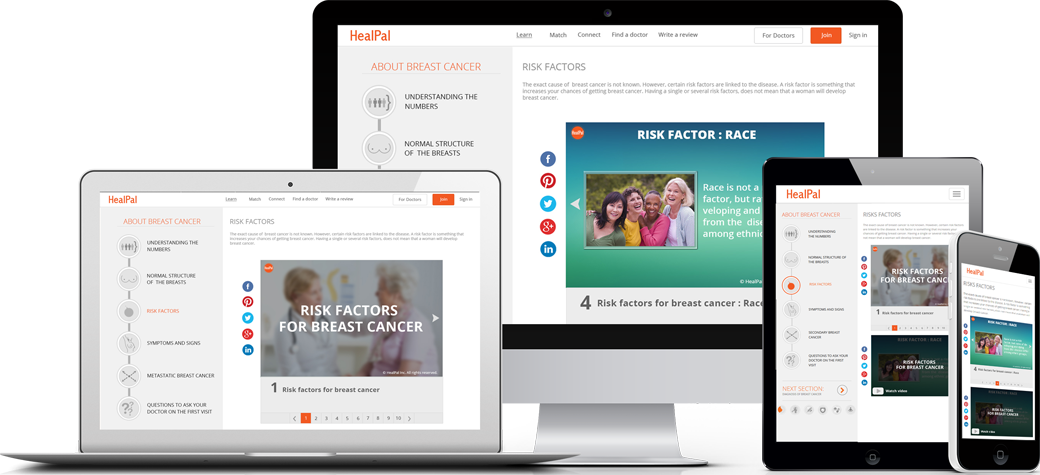 HealPal
Learn Match Connect Find a doctor Write a review For Doctors Join Sign in
ABOUT BREAST CANCER
UNDERSTANDING THE
NUMBERS
NORMAL STRUCTURE
OF THE BREASTS
RISK FACTORS
The exact cause of breast cancer is not known. However, certain risk factors are linked to the disease. A risk factor is something that
increases your chances of getting breast cancer. Having a single or several risk factors, does not mean that a woman will develop
breast cancer.
HealPal
RISK FACTOR : RACE
Race is not a
factor, but ra
veloping and
from the dise
among ethni
© HealPal
4 Risk factors for breast cancer : Race
HealPal
Learn Match Connect Find a doctor Write a review For Doctors Join Sign in
ABOUT BREAST CANCER
UNDERSTANDING THE
NUMBERS
NORMAL STRUCTURE
OF THE BREASTS
RISK FACTORS
SYMPTOMS AND SIGNS
METASTATIC BREAST CANCER
QUESTIONS TO ASK YOUR
DOCTOR ON THE FIRST VISIT
RISK FACTORS
The exact cause of breast cancer is not known. However, certain risk factors are linked to the disease. A risk factor is something that
increases your chances of getting breast cancer. Having a single or several risk factors, does not mean that a woman will develop
breast cancer.
RISK FACTORS
FOR BREAST CANCER
© HealPal Inc. All rights reserved.
1 Risk factors for breast cancer
1 2 3 4 5 6 7 8 9 10
HealPal
ABOUT BREAST CANCER
UNDERSTANDING
THE NUMBERS
NORMAL STRUCTURE OF
THE BREASTS
RISK FACTORS
SYMPTOMS AND SIGNS
SECONDARY BREAST
CANCER
QUESTIONS TO ASK YOUR
DOCTOR ON THE FIRST
VISIT
NEXT SECTION:
RISKS FACTORS
RISK FACTORS
FOR BREAST CANCER
1 Risk factors for breast cancer
RISK FACTORS
FOR BREAST CANCER
Watch video
HealPal
RISKS FACTORS
RISK FACTOR : RACE
4 Risk factors for breast cancer : Race
RISK FACTORS
FOR BREAST CANCER
Watch video